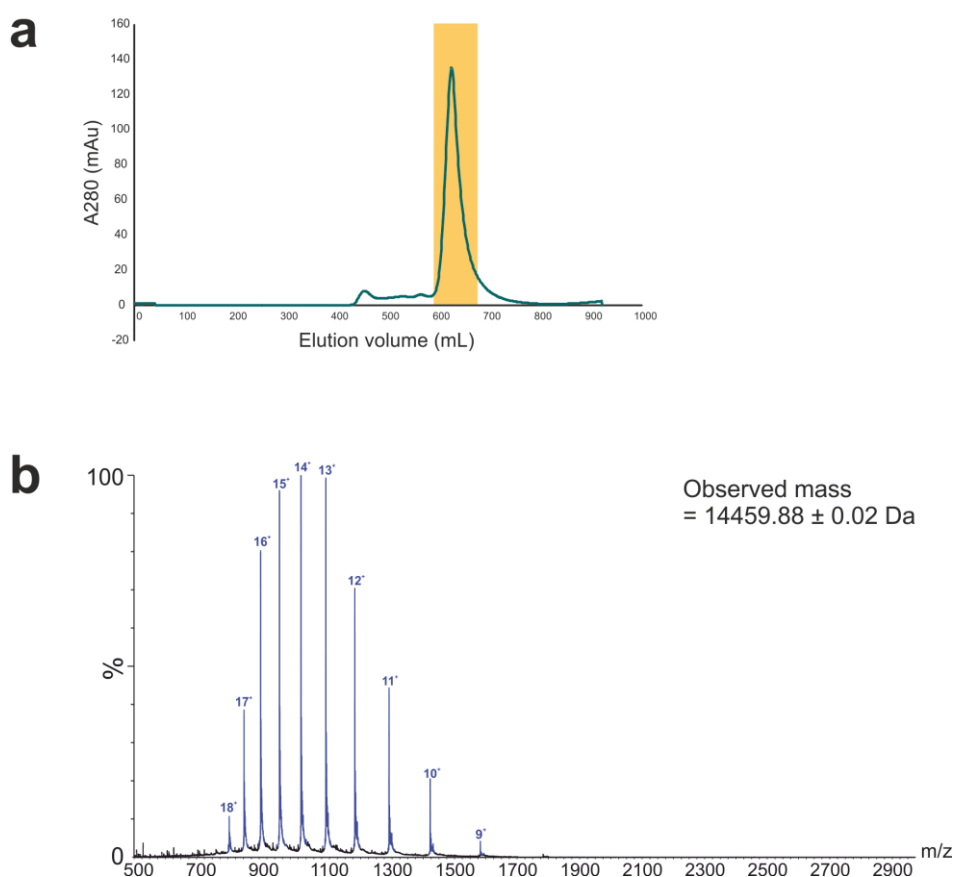 a
160
140
120
100
80
60
40
20
0
-20
A280 (mAu)
0 100 200 300 400 500 600 700 800 900 1000
Elution volume (mL)
b
Observed mass
= 14459.88 ± 0.02 Da
100
%
0
18⁺ 17⁺ 16⁺ 15⁺ 14⁺ 13⁺ 12⁺ 11⁺ 10⁺ 9⁺
500 700 900 1100 1300 1500 1700 1900 2100 2300 2500 2700 2900 m/z